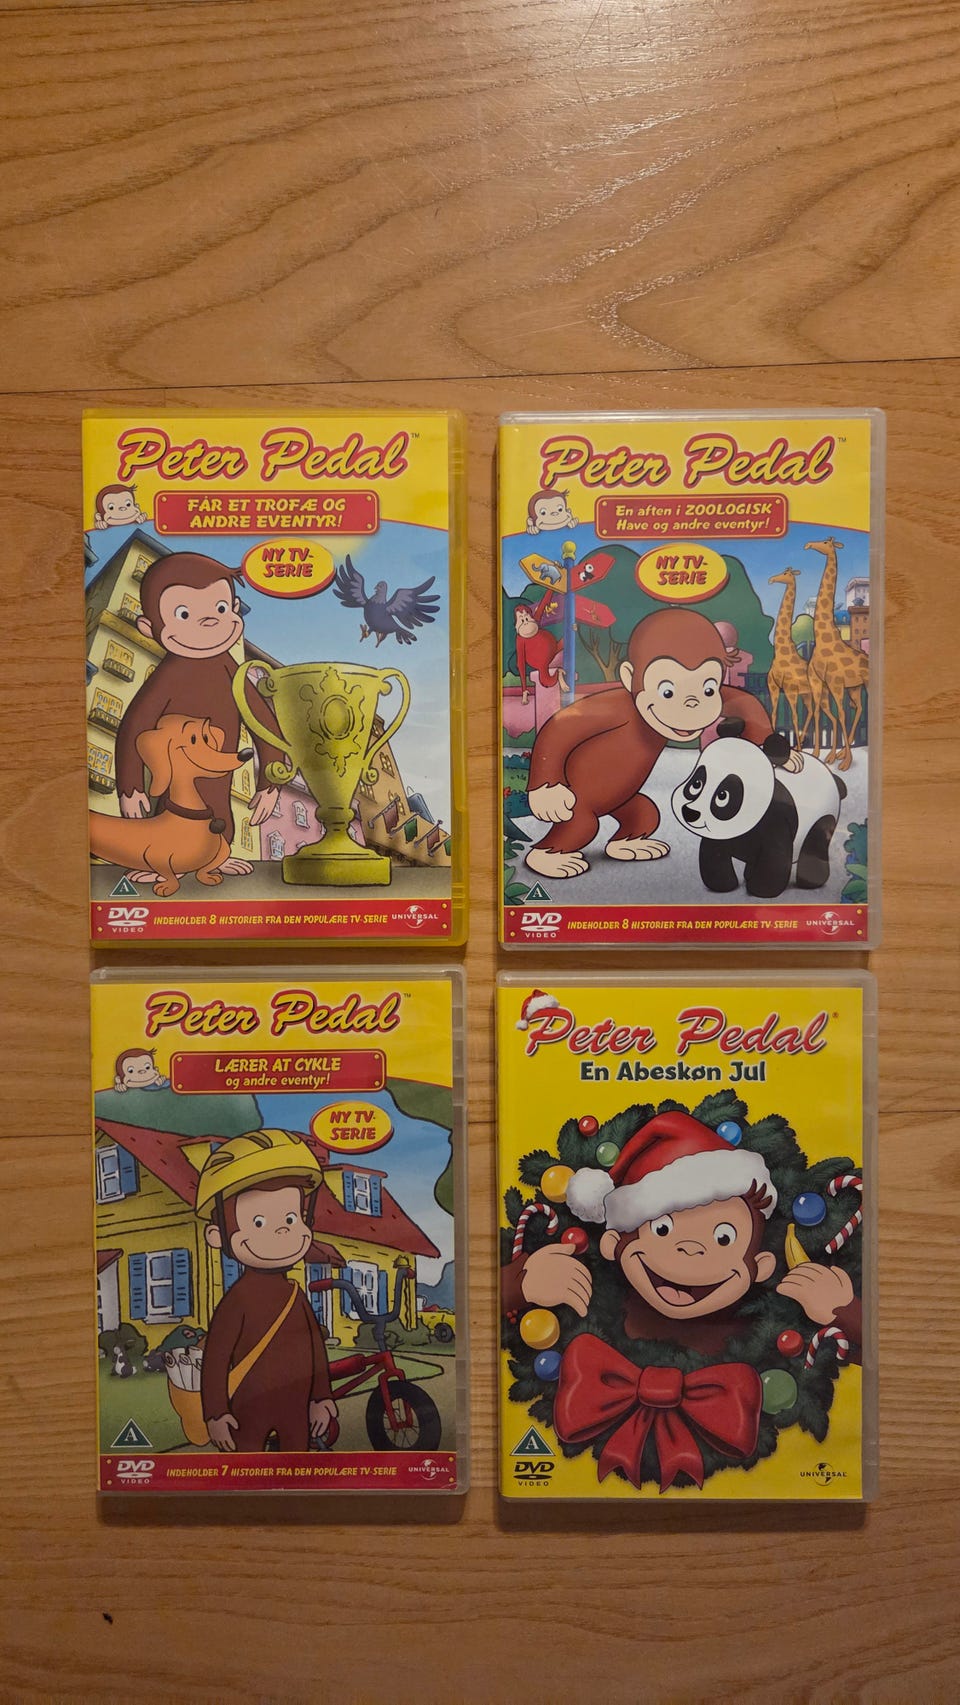 Peter Pedal™
FÅR ET TROFÆ OG
ANDRE EVENTYR!
NY TV-
SERIE
A
DVD
VIDEO
INDEHOLDER 8 HISTORIER FRA DEN POPULÆRE TV-SERIE
UNIVERSAL
Peter Pedal™
En aften i ZOOLOGISK
Have og andre eventyr!
NY TV-
SERIE
A
DVD
VIDEO
INDEHOLDER 8 HISTORIER FRA DEN POPULÆRE TV-SERIE
UNIVERSAL
Peter Pedal™
LÆRER AT CYKLE
og andre eventyr!
NY TV-
SERIE
A
DVD
VIDEO
INDEHOLDER 7 HISTORIER FRA DEN POPULÆRE TV-SERIE
UNIVERSAL
Peter Pedal®
En Abeskøn Jul
A
DVD
VIDEO
UNIVERSAL